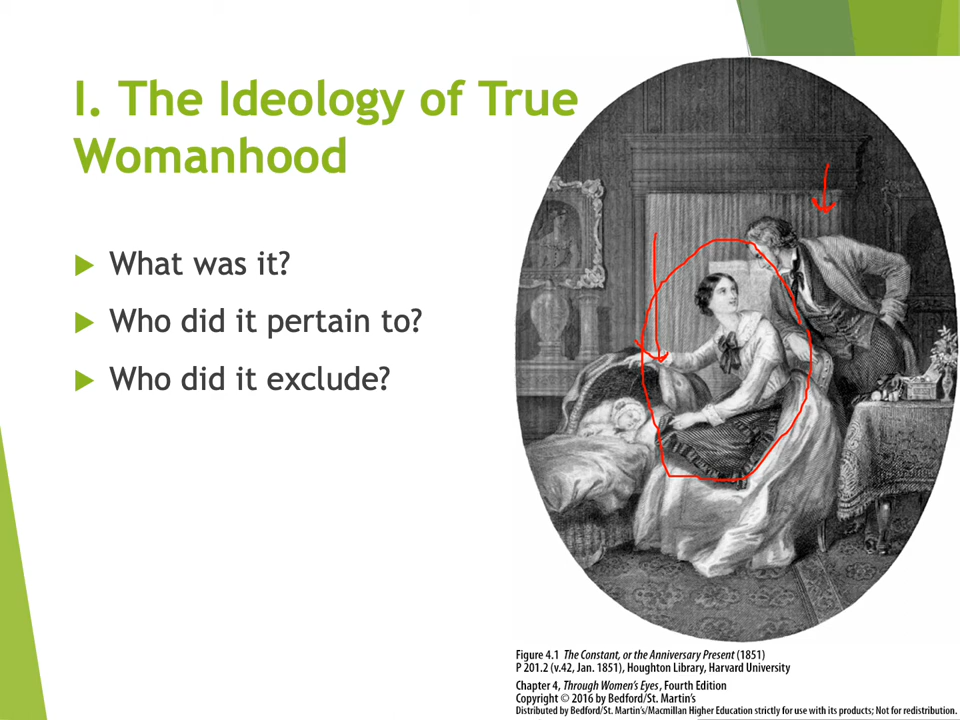 I. The Ideology of True
Womanhood
What was it?
Who did it pertain to?
Who did it exclude?
Figure 4.1 The Constant, or the Anniversary Present (1851)
P 201.2 (v.42, Jan. 1851), Houghton Library, Harvard University
Chapter 4, Through Women's Eyes, Fourth Edition
Copyright © 2016 by Bedford/St. Martin's
Distributed by Bedford/St. Martin's/Macmillan Higher Education strictly for use with its products; Not for redistribution.